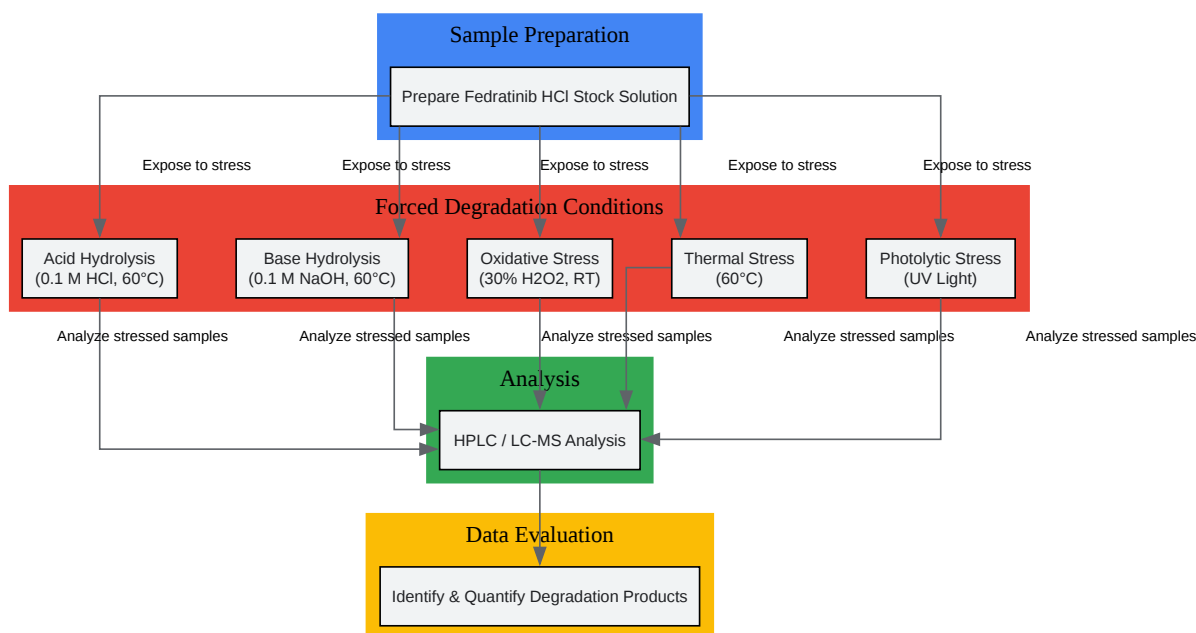 Sample Preparation
Prepare Fedratinib HCl Stock Solution
Expose to stress
Expose to stress
Expose to stress
Expose to stress
Expose to stress
Forced Degradation Conditions
Acid Hydrolysis
(0.1 M HCl, 60°C)
Base Hydrolysis
(0.1 M NaOH, 60°C)
Oxidative Stress
(30% H2O2, RT)
Thermal Stress
(60°C)
Photolytic Stress
(UV Light)
Analyze stressed samples
Analyze stressed samples
Analyze stressed samples
Analyze stressed samples
Analyze stressed samples
Analysis
HPLC / LC-MS Analysis
Data Evaluation
Identify & Quantify Degradation Products